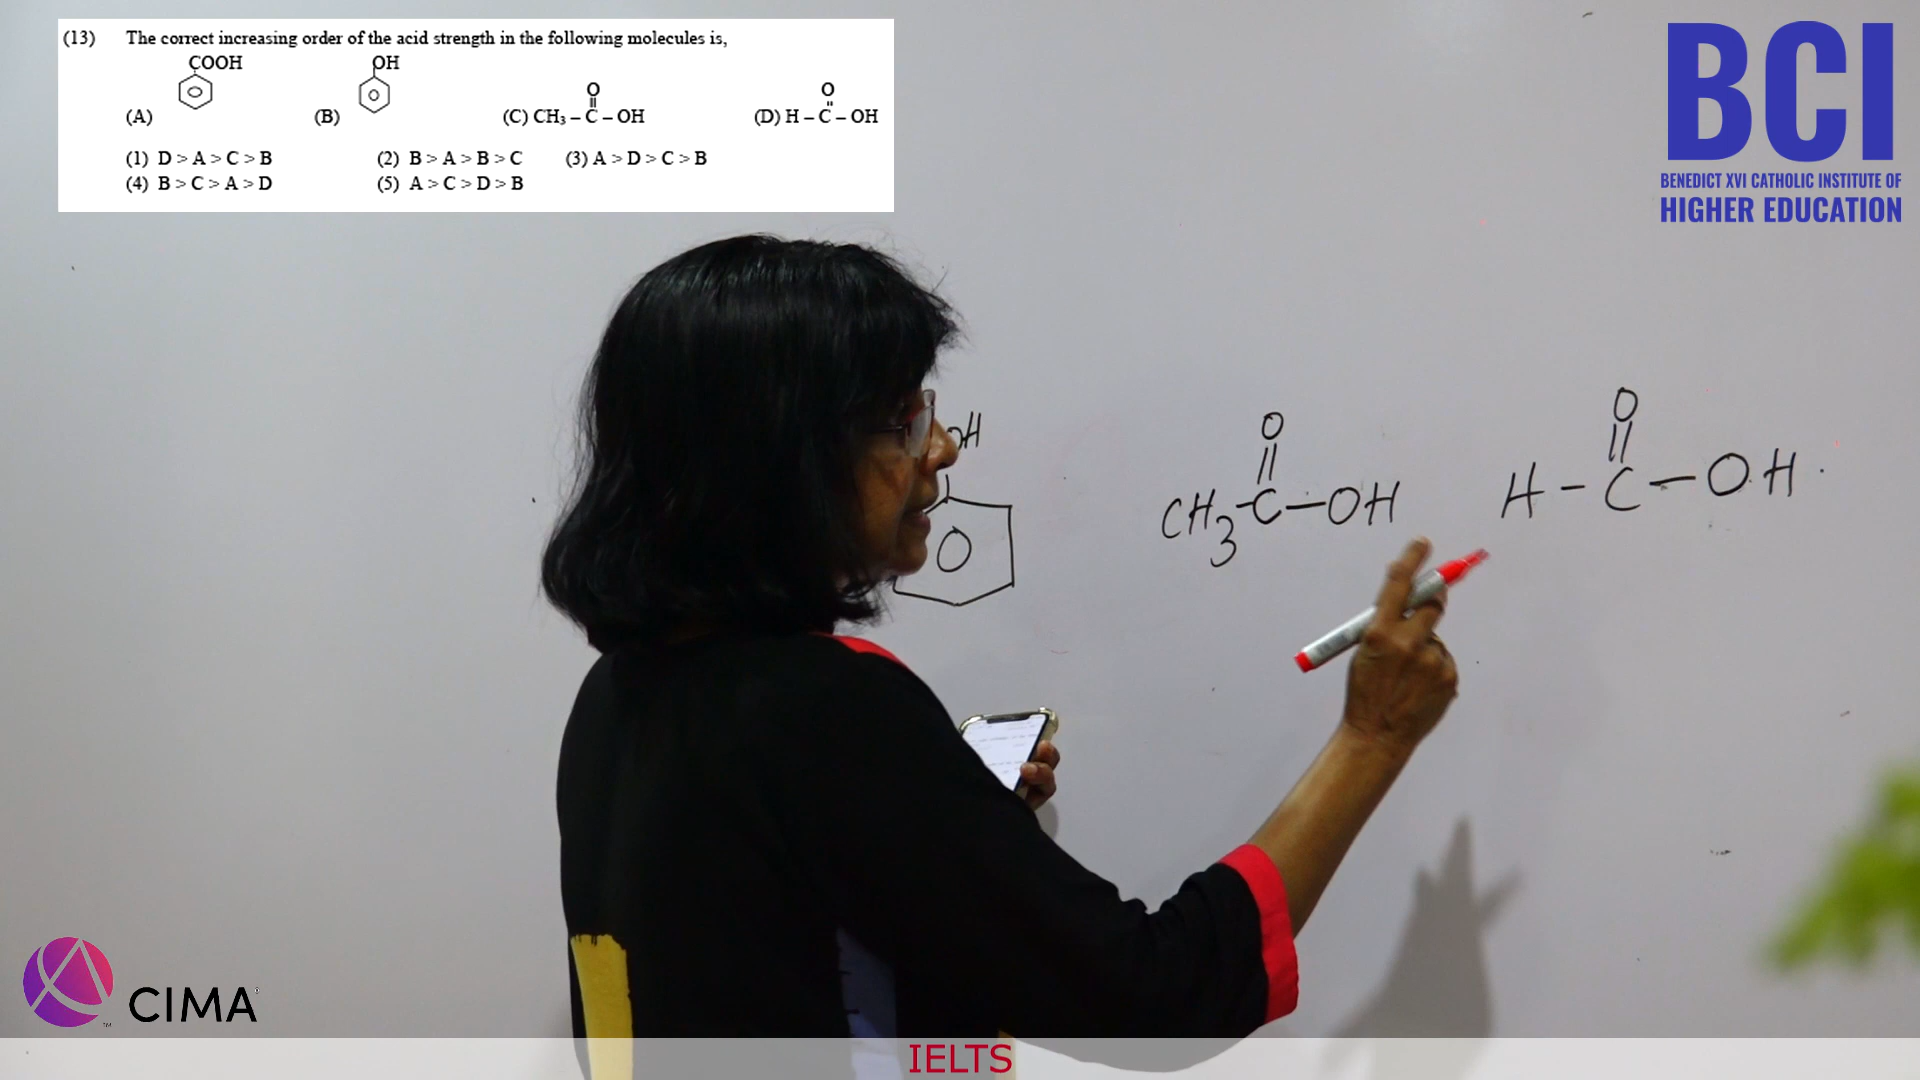 (13) The correct increasing order of the acid strength in the following molecules is,
COOH
OH
O
O
(A) (B) (C) CH₃ – C – OH (D) H – C – OH
(1) D > A > C > B (2) B > A > B > C (3) A > D > C > B
(4) B > C > A > D (5) A > C > D > B
BCI
BENEDICT XVI CATHOLIC INSTITUTE OF
HIGHER EDUCATION
OH
O
CH₃-C-OH
O
H-C-OH
CIMA
IELTS